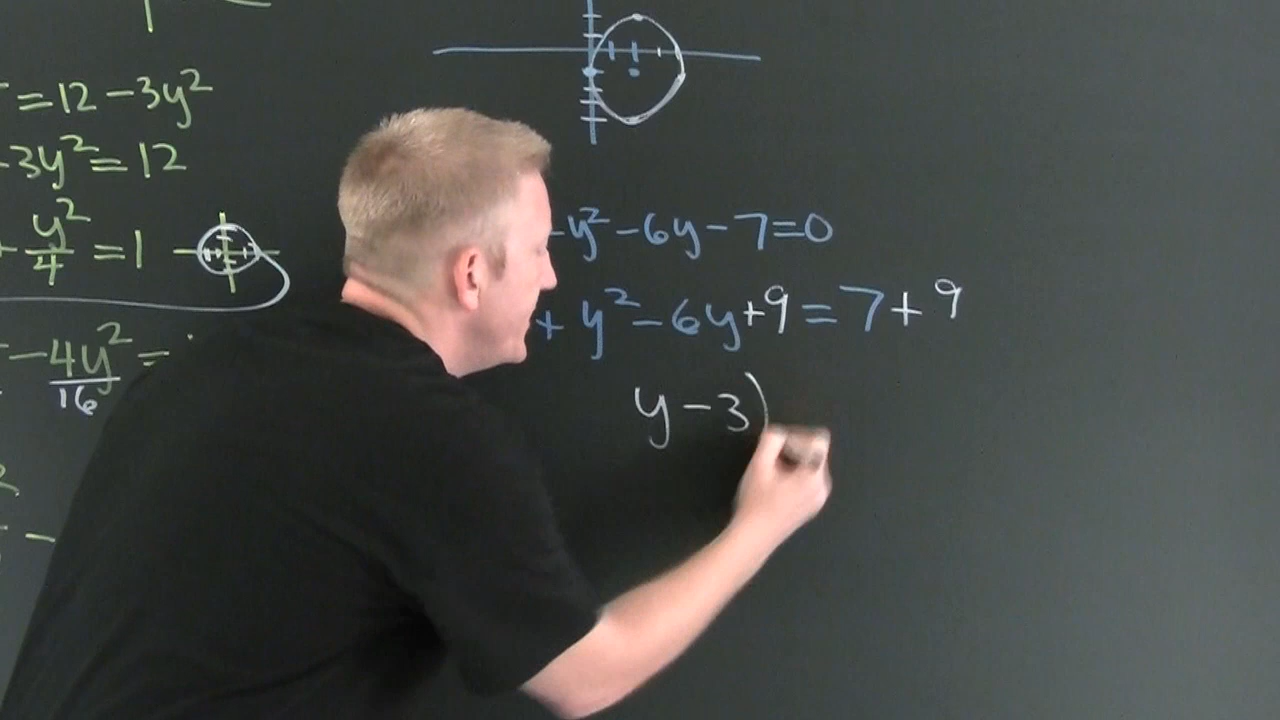 =12-3y²
-3y²=12
+ y²/4 =1
-4y²/16 =
-y²-6y-7=0
+ y²-6y+9=7+9
y-3)